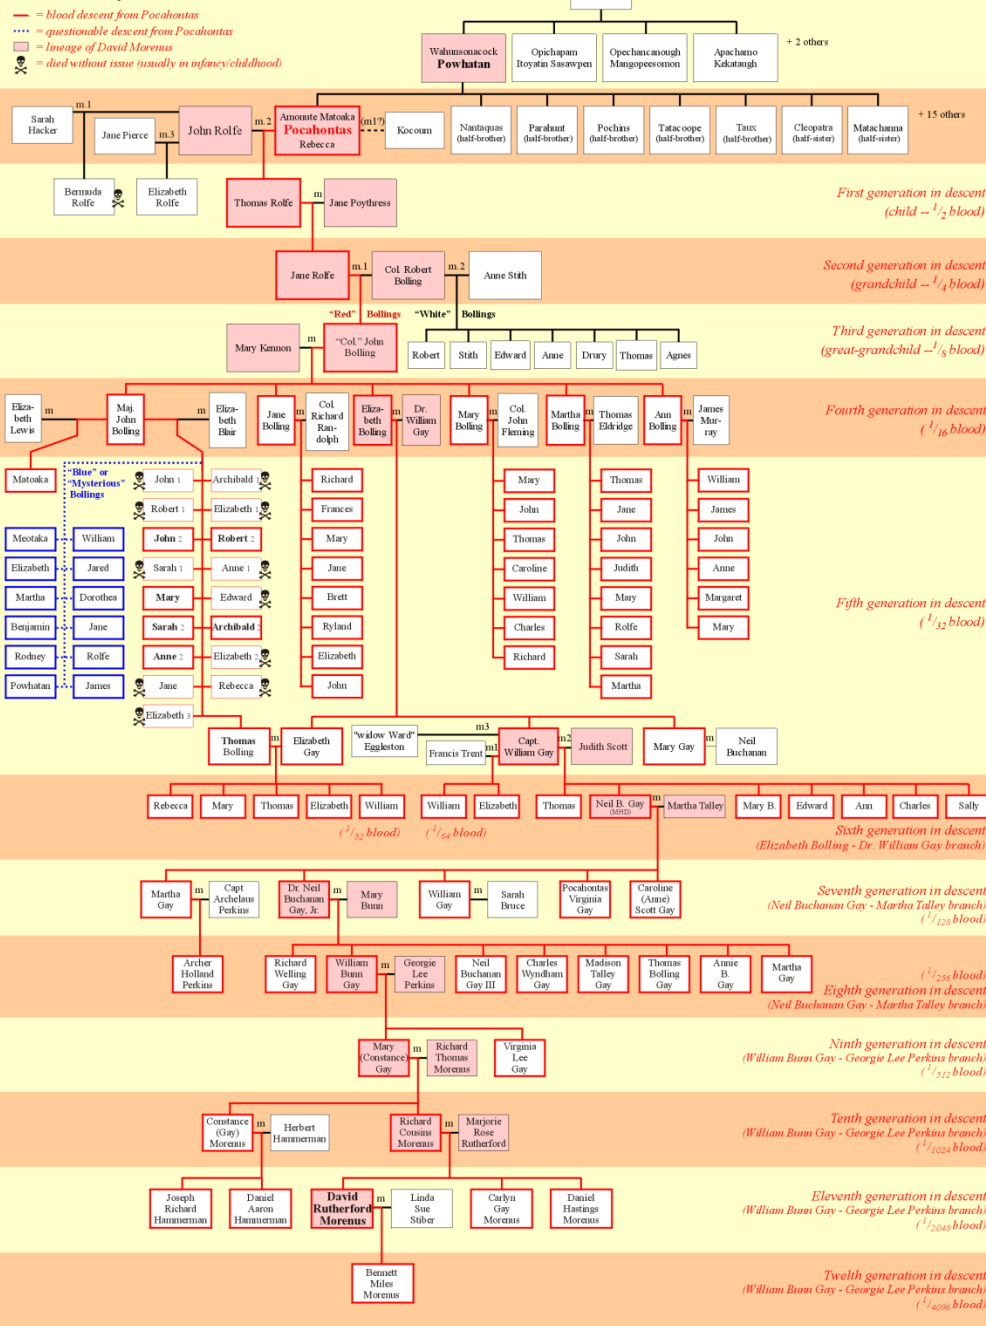 = blood descent from Pocahontas
= questionable descent from Pocahontas
= lineage of David Morenus
= died without issue (usually in infancy/childhood)
Wahunsonacock
Powhatan
Opichapam
Itoyatin Sasawpen
Opechancanough
Mangopeesomon
Apachamo
Kekataugh
+ 2 others
Sarah
Hacker
m.1
Jane Pierce
m.3
John Rolfe
m.2
Amonute Matoaka
Pocahontas
Rebecca
(m1?)
Kocoum
Nantaquas
(half-brother)
Parahunt
(half-brother)
Pochins
(half-brother)
Tatacoope
(half-brother)
Taux
(half-brother)
Cleopatra
(half-sister)
Matachanna
(half-sister)
+ 15 others
Bermuda
Rolfe
Elizabeth
Rolfe
Thomas Rolfe
m
Jane Poythress
First generation in descent
(child -- 1/2 blood)
Jane Rolfe
m.1
Col. Robert
Bolling
m.2
Anne Stith
Second generation in descent
(grandchild -- 1/4 blood)
"Red" Bollings
"White" Bollings
Mary Kennon
m
"Col." John
Bolling
Robert
Stith
Edward
Anne
Drury
Thomas
Agnes
Third generation in descent
(great-grandchild --1/8 blood)
Eliza-
beth
Lewis
m
Maj.
John
Bolling
m
Eliza-
beth
Blair
Jane
Bolling
m
Col.
Richard
Ran-
dolph
Eliza-
beth
Bolling
m
Dr.
William
Gay
Mary
Bolling
m
Col.
John
Fleming
Martha
Bolling
m
Thomas
Eldridge
Ann
Bolling
m
James
Mur-
ray
Fourth generation in descent
( 1/16 blood)
Matoaka
"Blue" or
"Mysterious"
Bollings
Meotaka
William
Elizabeth
Jared
Martha
Dorothea
Benjamin
Jane
Rodney
Rolfe
Powhatan
James
John 1
Archibald 1
Robert 1
Elizabeth 1
John 2
Robert 2
Sarah 1
Anne 1
Mary
Edward
Sarah 2
Archibald 2
Anne 2
Elizabeth 2
Jane
Rebecca
Elizabeth 3
Richard
Frances
Mary
Jane
Brett
Ryland
Elizabeth
John
Mary
John
Thomas
Caroline
William
Charles
Richard
Thomas
Jane
John
Judith
Mary
Rolfe
Sarah
Martha
William
James
John
Anne
Margaret
Mary
Fifth generation in descent
( 1/32 blood)
Thomas
Bolling
m
Elizabeth
Gay
"widow Ward"
Eggleston
m3
Francis Trent
m1
Capt.
William Gay
m2
Judith Scott
Mary Gay
m
Neil
Buchanan
Rebecca
Mary
Thomas
Elizabeth
William
( 1/32 blood)
William
Elizabeth
( 1/64 blood)
Thomas
Neil B. Gay
(MHD)
m
Martha Talley
Mary B.
Edward
Ann
Charles
Sally
Sixth generation in descent
(Elizabeth Bolling - Dr. William Gay branch)
Martha
Gay
m
Capt
Archelaus
Perkins
Dr. Neil
Buchanan
Gay, Jr.
m
Mary
Bunn
William
Gay
m
Sarah
Bruce
Pocahontas
Virginia
Gay
Caroline
(Anne)
Scott Gay
Seventh generation in descent
(Neil Buchanan Gay - Martha Talley branch)
( 1/128 blood)
Archer
Holland
Perkins
Richard
Welling
Gay
William
Bunn
Gay
m
Georgie
Lee
Perkins
Neil
Buchanan
Gay III
Charles
Wyndham
Gay
Madison
Talley
Gay
Thomas
Bolling
Gay
Annie
B.
Gay
Martha
Gay
( 1/256 blood)
Eighth generation in descent
(Neil Buchanan Gay - Martha Talley branch)
Mary
(Constance)
Gay
m
Richard
Thomas
Morenus
Virginia
Lee
Gay
Ninth generation in descent
(William Bunn Gay - Georgie Lee Perkins branch)
( 1/512 blood)
Constance
(Gay)
Morenus
m
Herbert
Hammerman
Richard
Cousins
Morenus
m
Marjorie
Rose
Rutherford
Tenth generation in descent
(William Bunn Gay - Georgie Lee Perkins branch)
( 1/1024 blood)
Joseph
Richard
Hammerman
Daniel
Aaron
Hammerman
David
Rutherford
Morenus
m
Linda
Sue
Stiber
Carlyn
Gay
Morenus
Daniel
Hastings
Morenus
Eleventh generation in descent
(William Bunn Gay - Georgie Lee Perkins branch)
( 1/2048 blood)
Bennett
Miles
Morenus
Twelth generation in descent
(William Bunn Gay - Georgie Lee Perkins branch)
( 1/4096 blood)